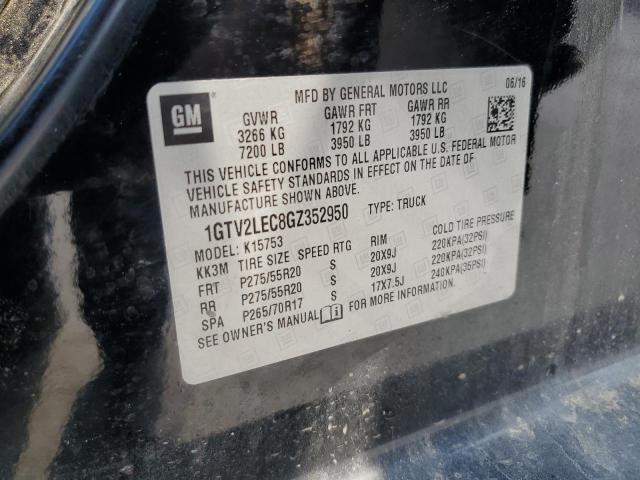 MFD BY GENERAL MOTORS LLC 06/16
GM GVWR GAWR FRT GAWR RR
3266 KG 1792 KG 1792 KG
7200 LB 3950 LB 3950 LB
THIS VEHICLE CONFORMS TO ALL APPLICABLE U.S. FEDERAL MOTOR
VEHICLE SAFETY STANDARDS IN EFFECT ON THE DATE OF
MANUFACTURE SHOWN ABOVE.
1GTV2LEC8GZ352950 TYPE: TRUCK
MODEL: K15753
KK3M TIRE SIZE SPEED RTG RIM COLD TIRE PRESSURE
FRT P275/55R20 S 20X9J 220KPA(32PSI)
RR P275/55R20 S 20X9J 220KPA(32PSI)
SPA P265/70R17 S 17X7.5J 240KPA(35PSI)
SEE OWNER'S MANUAL FOR MORE INFORMATION.